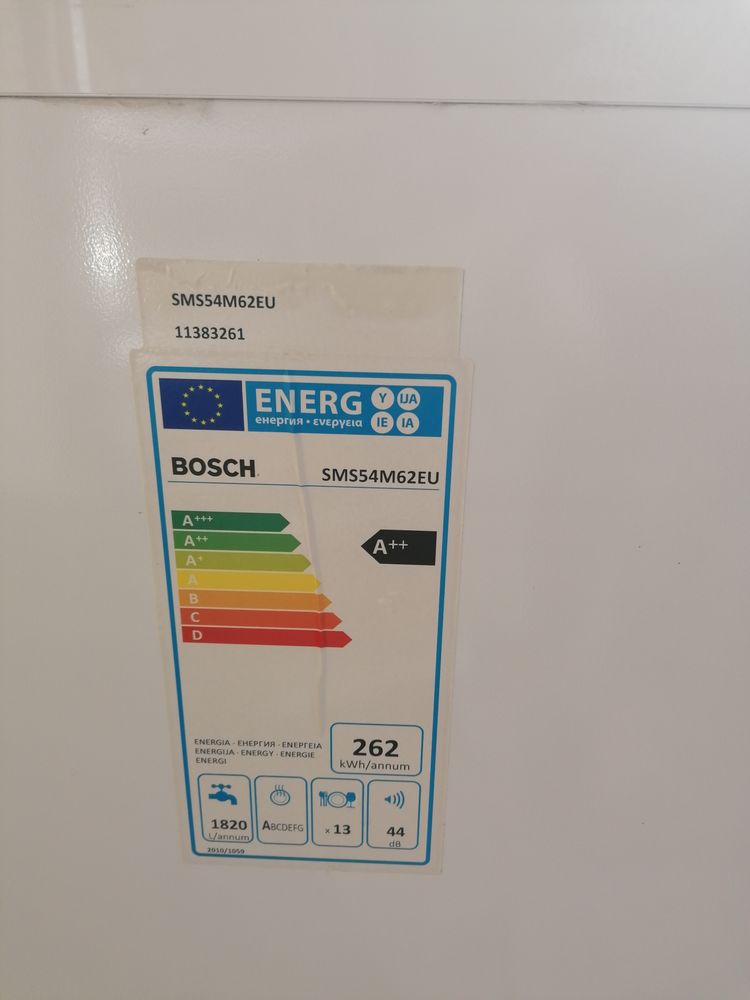 SMS54M62EU
11383261
ENERG Y IJA
енергия · ενεργεια IE IA
BOSCH SMS54M62EU
A+++
A++ A++
A+
A
B
C
D
ENERGIA · ЕНЕРГИЯ · ΕΝΕΡΓΕΙΑ
ENERGIJA · ENERGY · ENERGIE
ENERGI
262
kWh/annum
1820 ABCDEFG x 13 44
L/annum dB
2010/1059